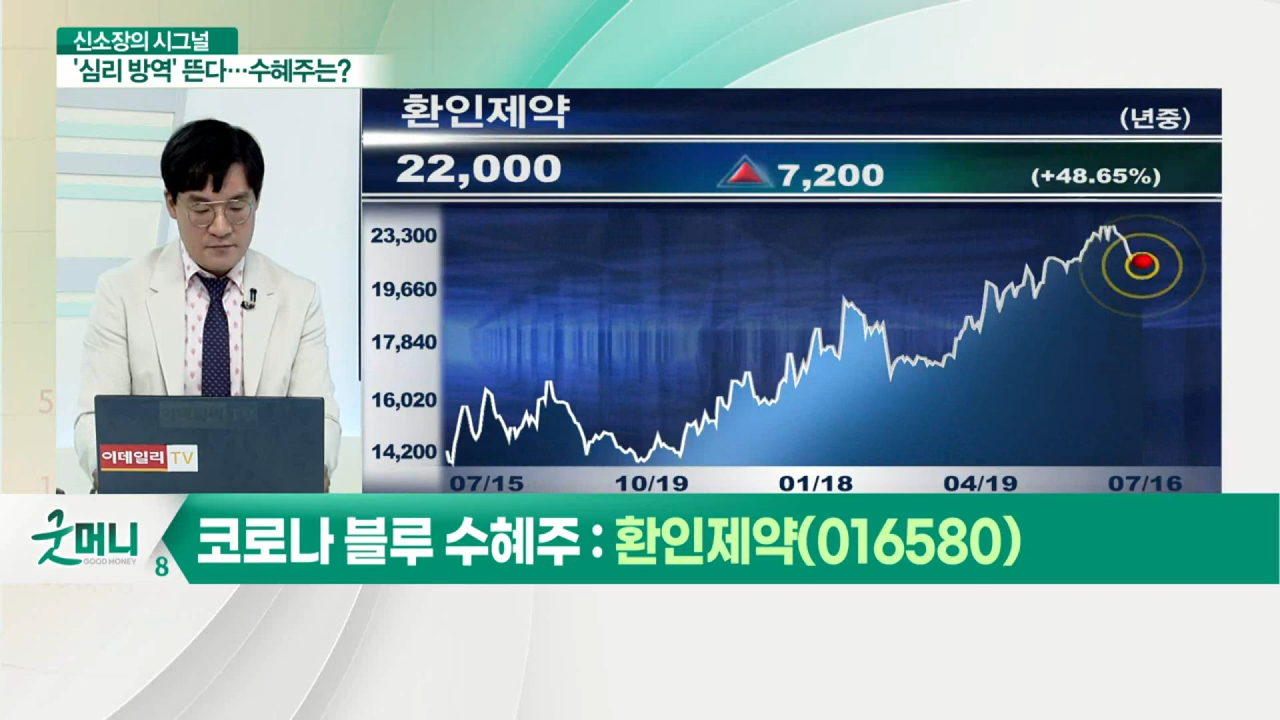 신소장의 시그널
'심리 방역' 뜬다…수혜주는?
환인제약
(년중)
22,000
7,200
(+48.65%)
23,300
19,660
17,840
16,020
14,200
07/15
10/19
01/18
04/19
07/16
이데일리 TV
5
1
굿머니
GOOD MONEY
8
코로나 블루 수혜주 : 환인제약(016580)